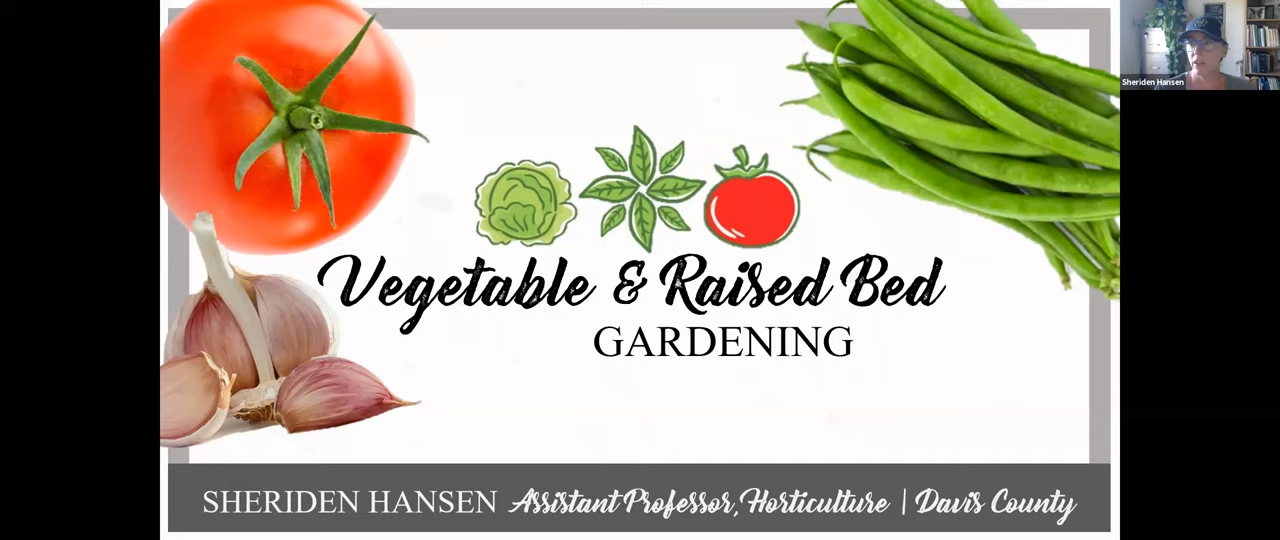 Sheriden Hansen
Vegetable & Raised Bed
GARDENING
SHERIDEN HANSEN Assistant Professor, Horticulture | Davis County